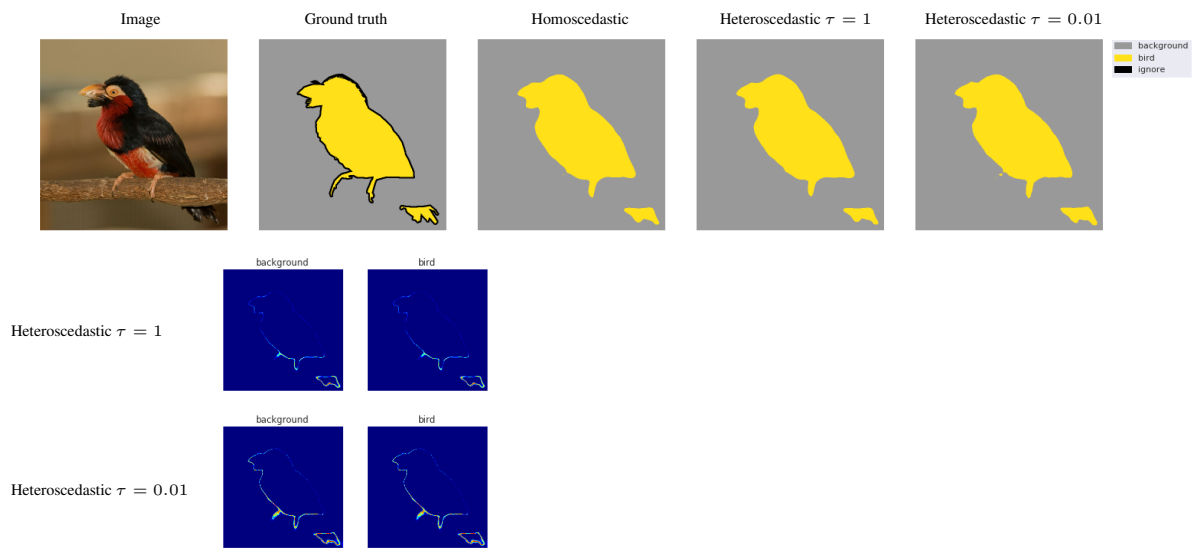 Image
Ground truth
Homoscedastic
Heteroscedastic τ = 1
Heteroscedastic τ = 0.01
background
bird
ignore
background
bird
Heteroscedastic τ = 1
background
bird
Heteroscedastic τ = 0.01